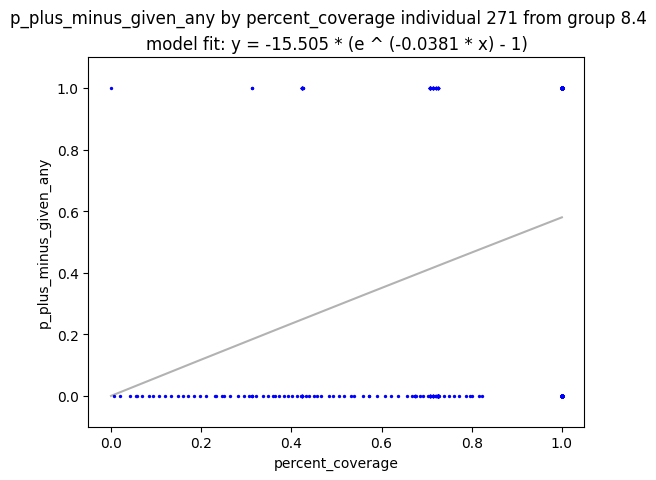 p_plus_minus_given_any by percent_coverage individual 271 from group 8.4
model fit: y = -15.505 * (e ^ (-0.0381 * x) - 1)
p_plus_minus_given_any
1.0
0.8
0.6
0.4
0.2
0.0
0.0 0.2 0.4 0.6 0.8 1.0
percent_coverage